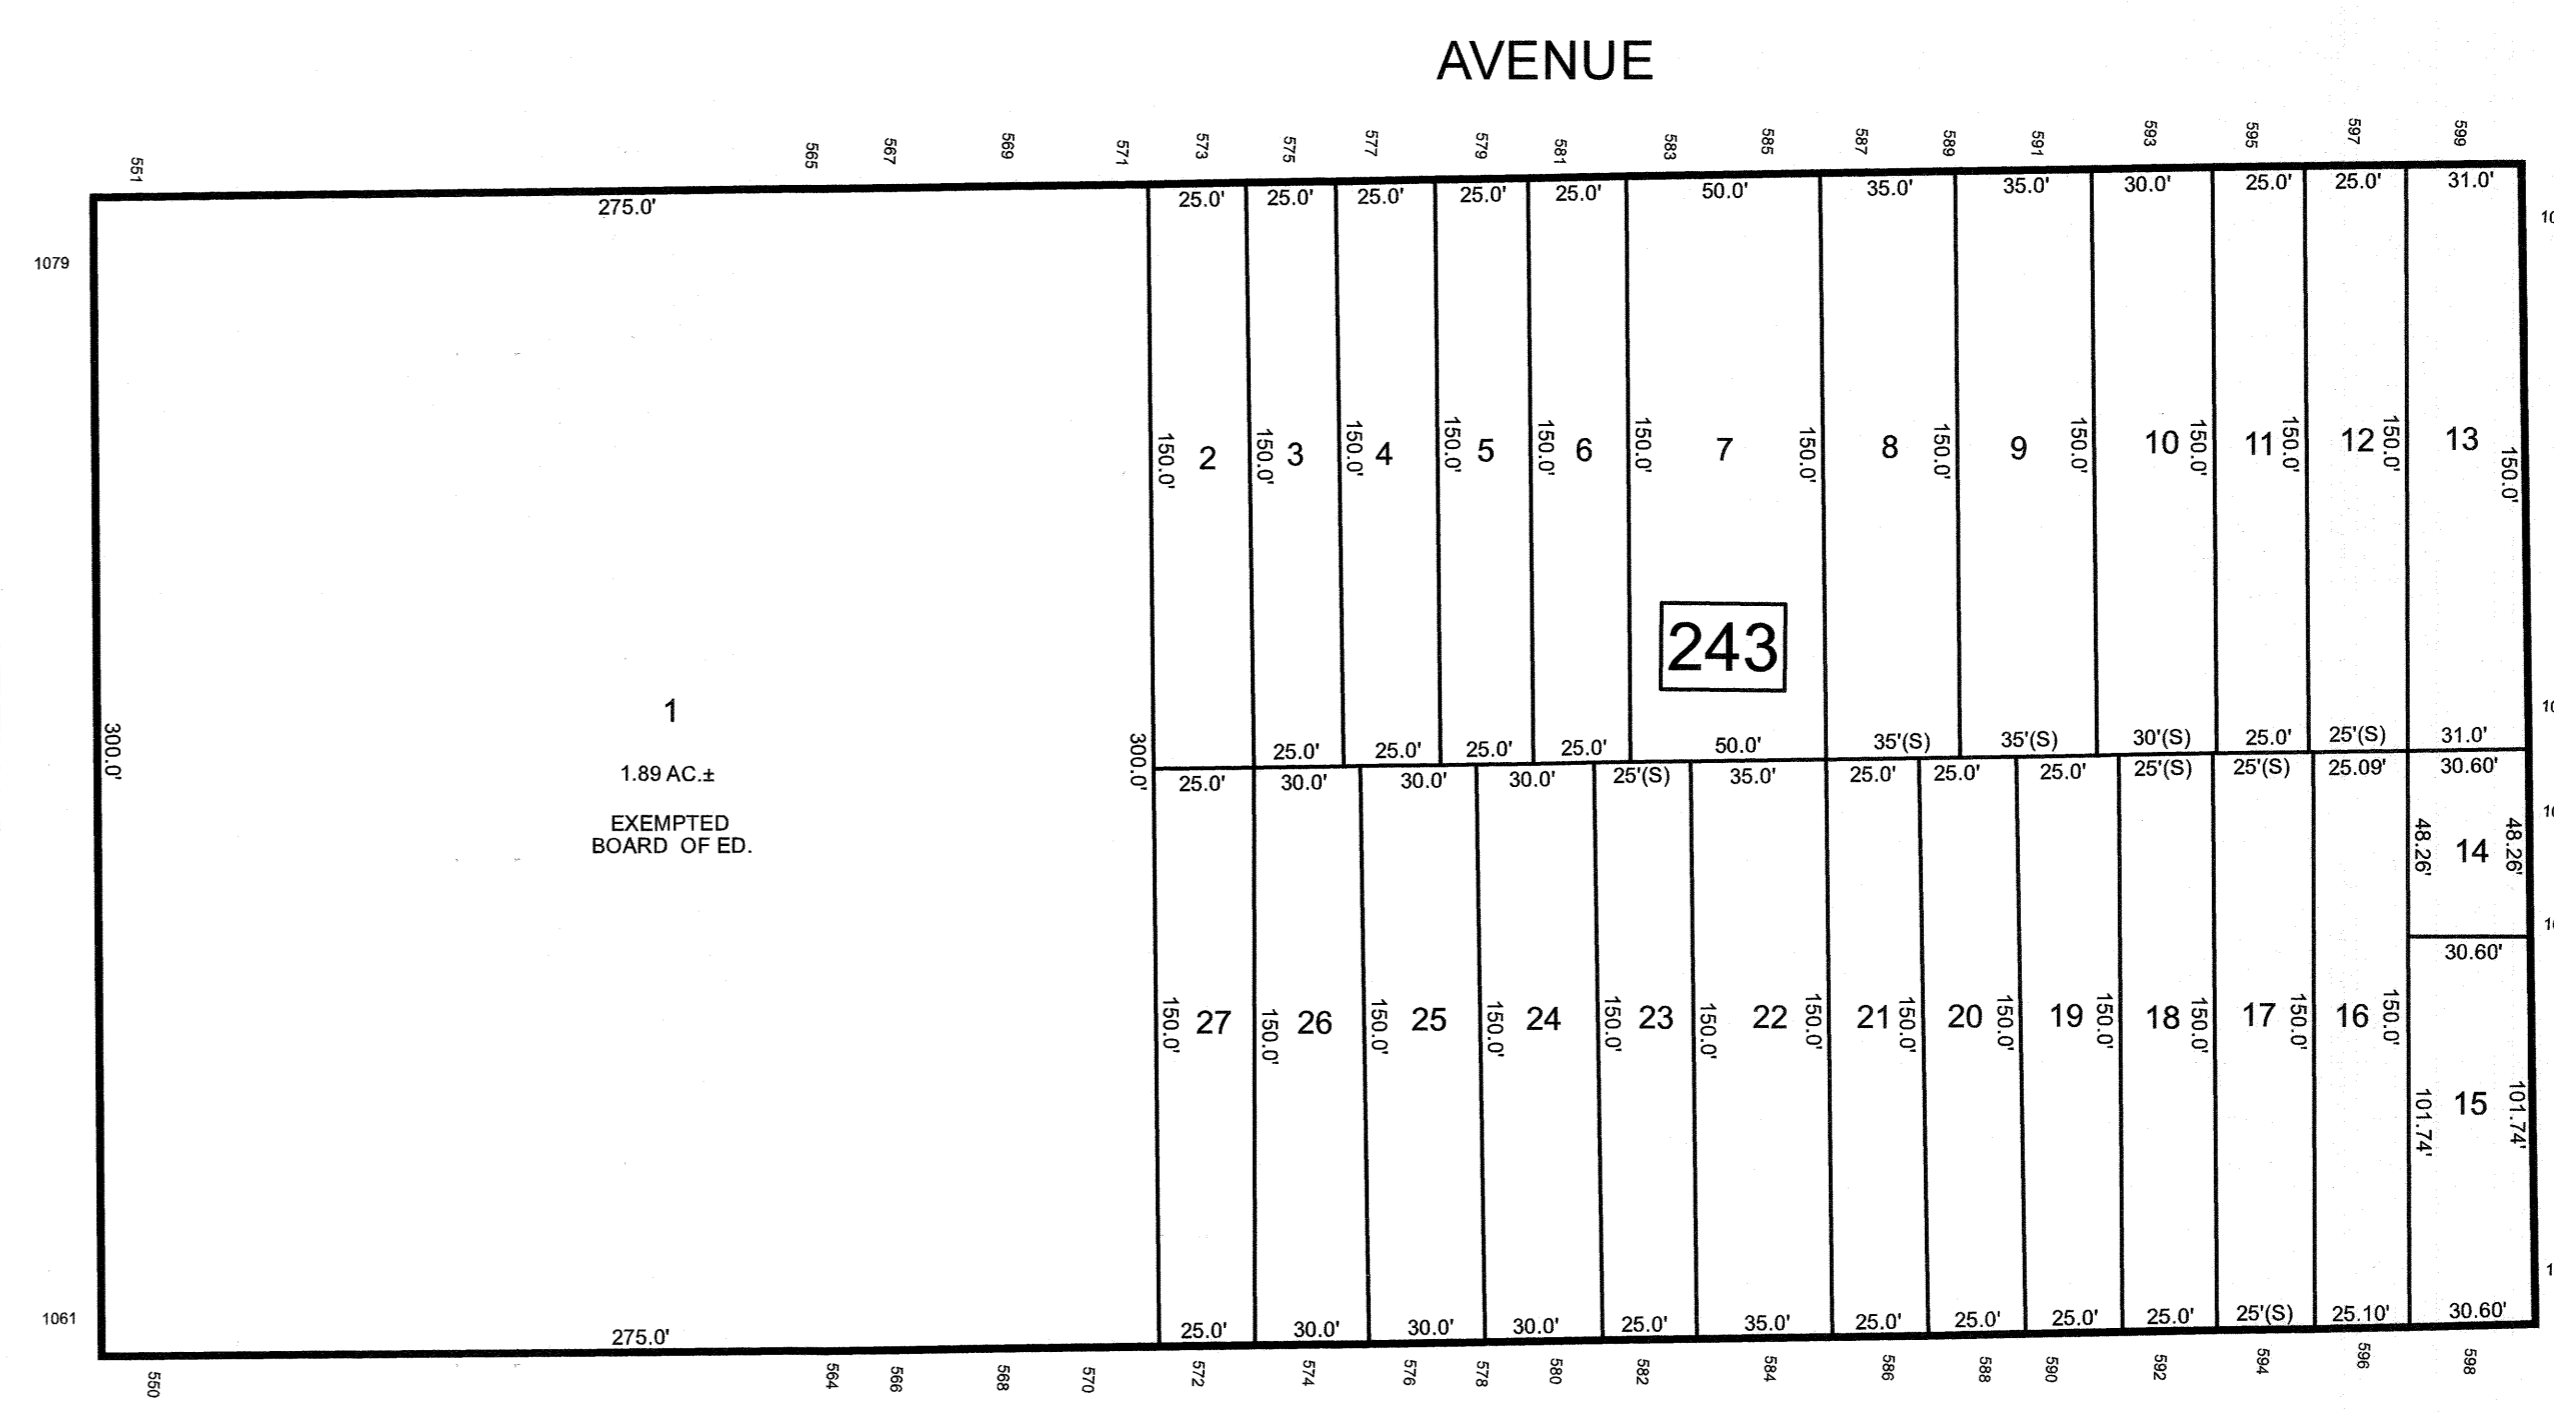 AVENUE
551 565 567 569 571 573 575 577 579 581 583 585 587 589 591 593 595 597 599
275.0' 25.0' 25.0' 25.0' 25.0' 25.0' 50.0' 35.0' 35.0' 30.0' 25.0' 25.0' 31.0'
1079
150.0' 2 150.0' 3 150.0' 4 150.0' 5 150.0' 6 150.0' 7 150.0' 8 150.0' 9 150.0' 10 150.0' 11 150.0' 12 150.0' 13 150.0'
243
1
300.0' 300.0'
25.0' 25.0' 25.0' 25.0' 50.0' 35'(S) 35'(S) 30'(S) 25.0' 25'(S) 31.0'
1.89 AC.±
25.0' 30.0' 30.0' 30.0' 25'(S) 35.0' 25.0' 25.0' 25.0' 25'(S) 25'(S) 25.09' 30.60'
EXEMPTED
BOARD OF ED.
48.26' 14 48.26'
30.60'
150.0' 27 150.0' 26 150.0' 25 150.0' 24 150.0' 23 150.0' 22 150.0' 21 150.0' 20 150.0' 19 150.0' 18 150.0' 17 150.0' 16 150.0'
101.74' 15 101.74'
1061
275.0' 25.0' 30.0' 30.0' 30.0' 25.0' 35.0' 25.0' 25.0' 25.0' 25.0' 25'(S) 25.10' 30.60'
550 564 566 568 570 572 574 576 578 580 582 584 586 588 590 592 594 596 598